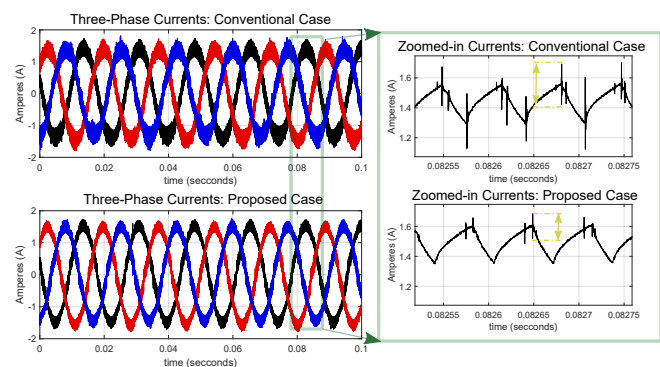 Three-Phase Currents: Conventional Case
2
1
0
-1
-2
Amperes (A)
0 0.02 0.04 0.06 0.08 0.1
time (secconds)
Three-Phase Currents: Proposed Case
2
1
0
-1
-2
Amperes (A)
0 0.02 0.04 0.06 0.08 0.1
time (secconds)
Zoomed-in Currents: Conventional Case
1.6
1.4
1.2
Amperes (A)
0.08255 0.0826 0.08265 0.0827 0.08275
time (secconds)
Zoomed-in Currents: Proposed Case
1.6
1.4
1.2
Amperes (A)
0.08255 0.0826 0.08265 0.0827 0.08275
time (secconds)